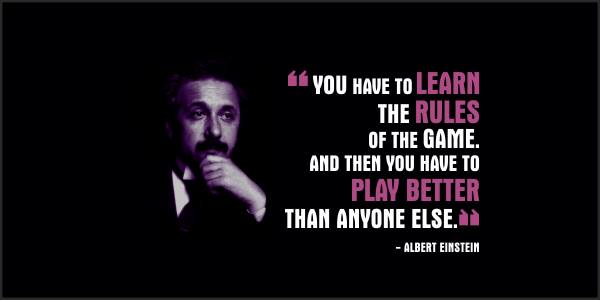 ❝ YOU HAVE TO LEARN
THE RULES
OF THE GAME.
AND THEN YOU HAVE TO
PLAY BETTER
THAN ANYONE ELSE.❞
- ALBERT EINSTEIN